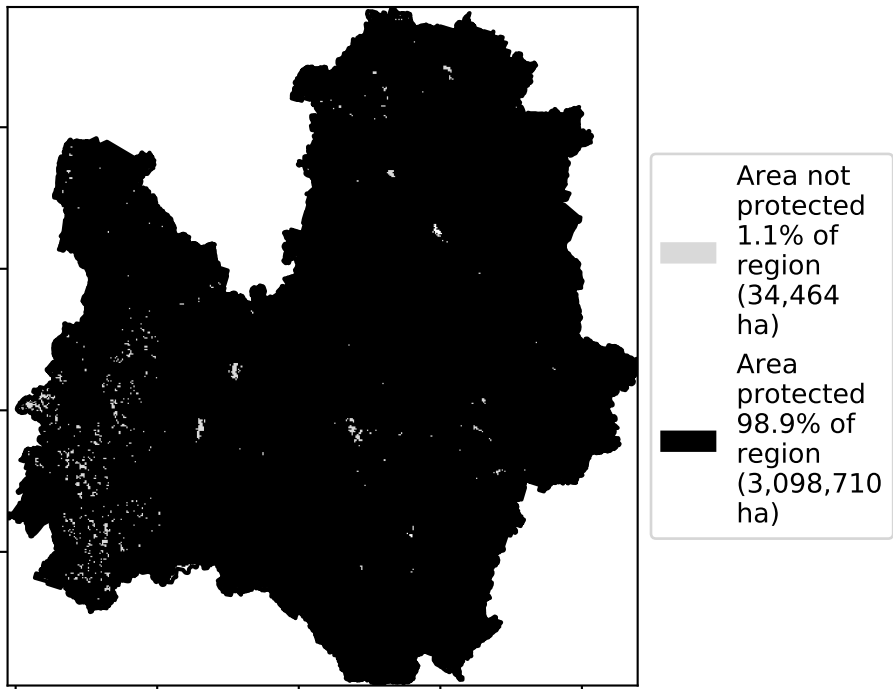 Area not
protected
1.1% of
region
(34,464
ha)
Area
protected
98.9% of
region
(3,098,710
ha)